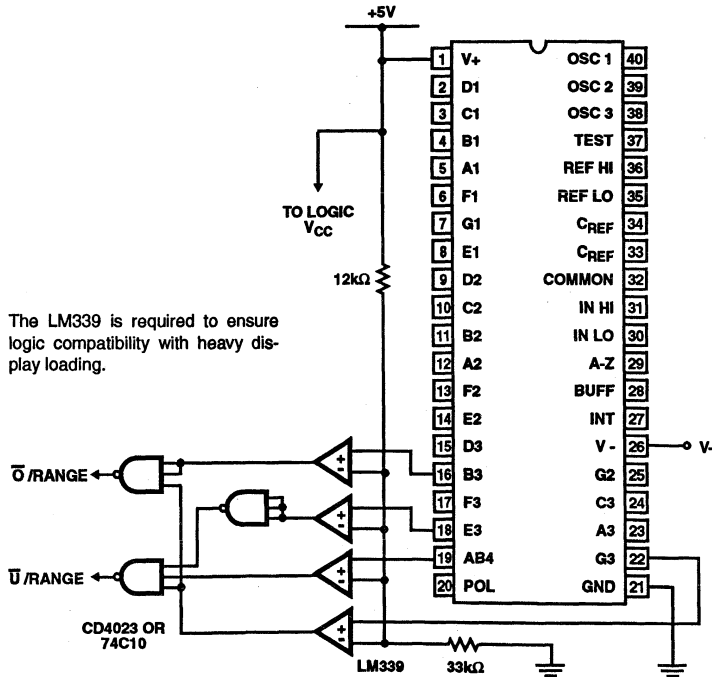 +5V
1 V+ OSC 1 40
2 D1 OSC 2 39
3 C1 OSC 3 38
4 B1 TEST 37
5 A1 REF HI 36
6 F1 REF LO 35
7 G1 CREF 34
8 E1 CREF 33
9 D2 COMMON 32
10 C2 IN HI 31
11 B2 IN LO 30
12 A2 A-Z 29
13 F2 BUFF 28
14 E2 INT 27
15 D3 V - 26 V-
16 B3 G2 25
17 F3 C3 24
18 E3 A3 23
19 AB4 G3 22
20 POL GND 21
TO LOGIC
VCC
12kΩ
The LM339 is required to ensure
logic compatibility with heavy dis-
play loading.
O̅ /RANGE
+
-
+
-
U̅ /RANGE
+
-
+
-
CD4023 OR
74C10
LM339
33kΩ